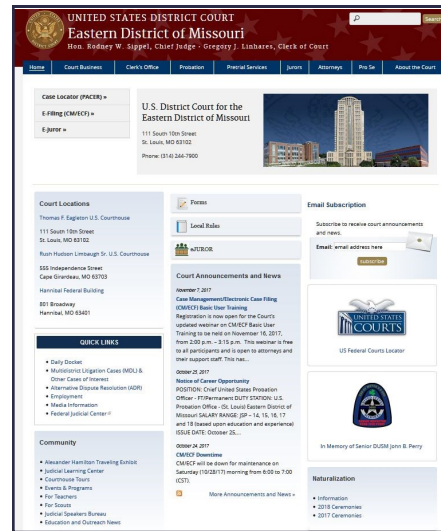 UNITED STATES DISTRICT COURT
Eastern District of Missouri
Hon. Rodney W. Sippel, Chief Judge - Gregory J. Linhares, Clerk of Court
Search
Home
Court Business
Clerk's Office
Probation
Pretrial Services
Jurors
Attorneys
Pro Se
About the Court
Case Locator (PACER) »
E-Filing (CM/ECF) »
E-Juror »
U.S. District Court for the
Eastern District of Missouri
111 South 10th Street
St. Louis, MO 63102
Phone: (314) 244-7900
Court Locations
Thomas F. Eagleton U.S. Courthouse
111 South 10th Street
St. Louis, MO 63102
Rush Hudson Limbaugh Sr. U.S. Courthouse
555 Independence Street
Cape Girardeau, MO 63703
Hannibal Federal Building
801 Broadway
Hannibal, MO 63401
QUICK LINKS
• Daily Docket
• Multidistrict Litigation Cases (MDL) &
Other Cases of Interest
• Alternative Dispute Resolution (ADR)
• Employment
• Media Information
• Federal Judicial Center
Community
• Alexander Hamilton Traveling Exhibit
• Judicial Learning Center
• Courthouse Tours
• Events & Programs
• For Teachers
• For Scouts
• Judicial Speakers Bureau
• Education and Outreach News
Forms
Local Rules
eJUROR
Court Announcements and News
November 7, 2017
Case Management/Electronic Case Filing
(CM/ECF) Basic User Training
Registration is now open for the Court's
updated webinar on CM/ECF Basic User
Training to be held on November 16, 2017,
from 2:00 p.m. – 3:15 p.m. This webinar is free
to all participants and is open to attorneys and
their support staff. This has...
October 25, 2017
Notice of Career Opportunity
POSITION: Chief United States Probation
Officer - FT/Permanent DUTY STATION: U.S.
Probation Office - (St. Louis) Eastern District of
Missouri SALARY RANGE: JSP – 14, 15, 16, 17
and 18 (based upon education and experience)
ISSUE DATE: October 25,...
October 24, 2017
CM/ECF Downtime
CM/ECF will be down for maintenance on
Saturday (10/28/17) morning from 6:00 to 7:00
(CST).
More Announcements and News »
Email Subscription
Subscribe to receive court announcements
and news.
Email: email address here
subscribe
UNITED STATES
COURTS
US Federal Courts Locator
In Memory of Senior DUSM John B. Perry
Naturalization
• Information
• 2018 Ceremonies
• 2017 Ceremonies